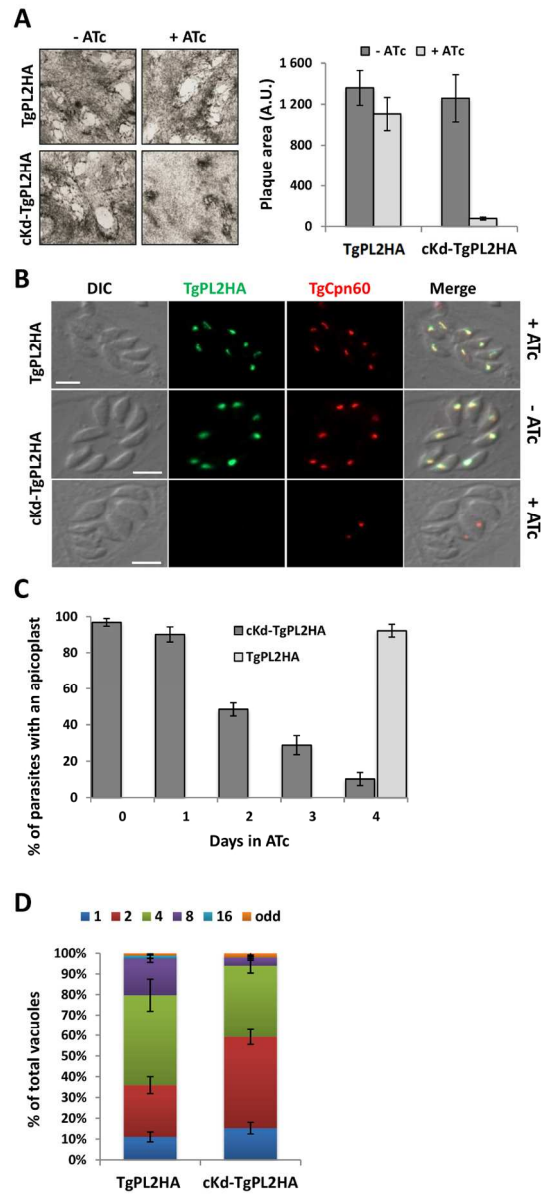 A
- ATc
+ ATc
TgPL2HA
cKd-TgPL2HA
- ATc
+ ATc
Plaque area (A.U.)
1 600
1 200
800
400
0
TgPL2HA
cKd-TgPL2HA
B
DIC
TgPL2HA
TgCpn60
Merge
TgPL2HA
+ ATc
cKd-TgPL2HA
- ATc
+ ATc
C
% of parasites with an apicoplast
100
80
60
40
20
0
cKd-TgPL2HA
TgPL2HA
0
1
2
3
4
Days in ATc
D
1
2
4
8
16
odd
% of total vacuoles
100%
90%
80%
70%
60%
50%
40%
30%
20%
10%
0%
TgPL2HA
cKd-TgPL2HA